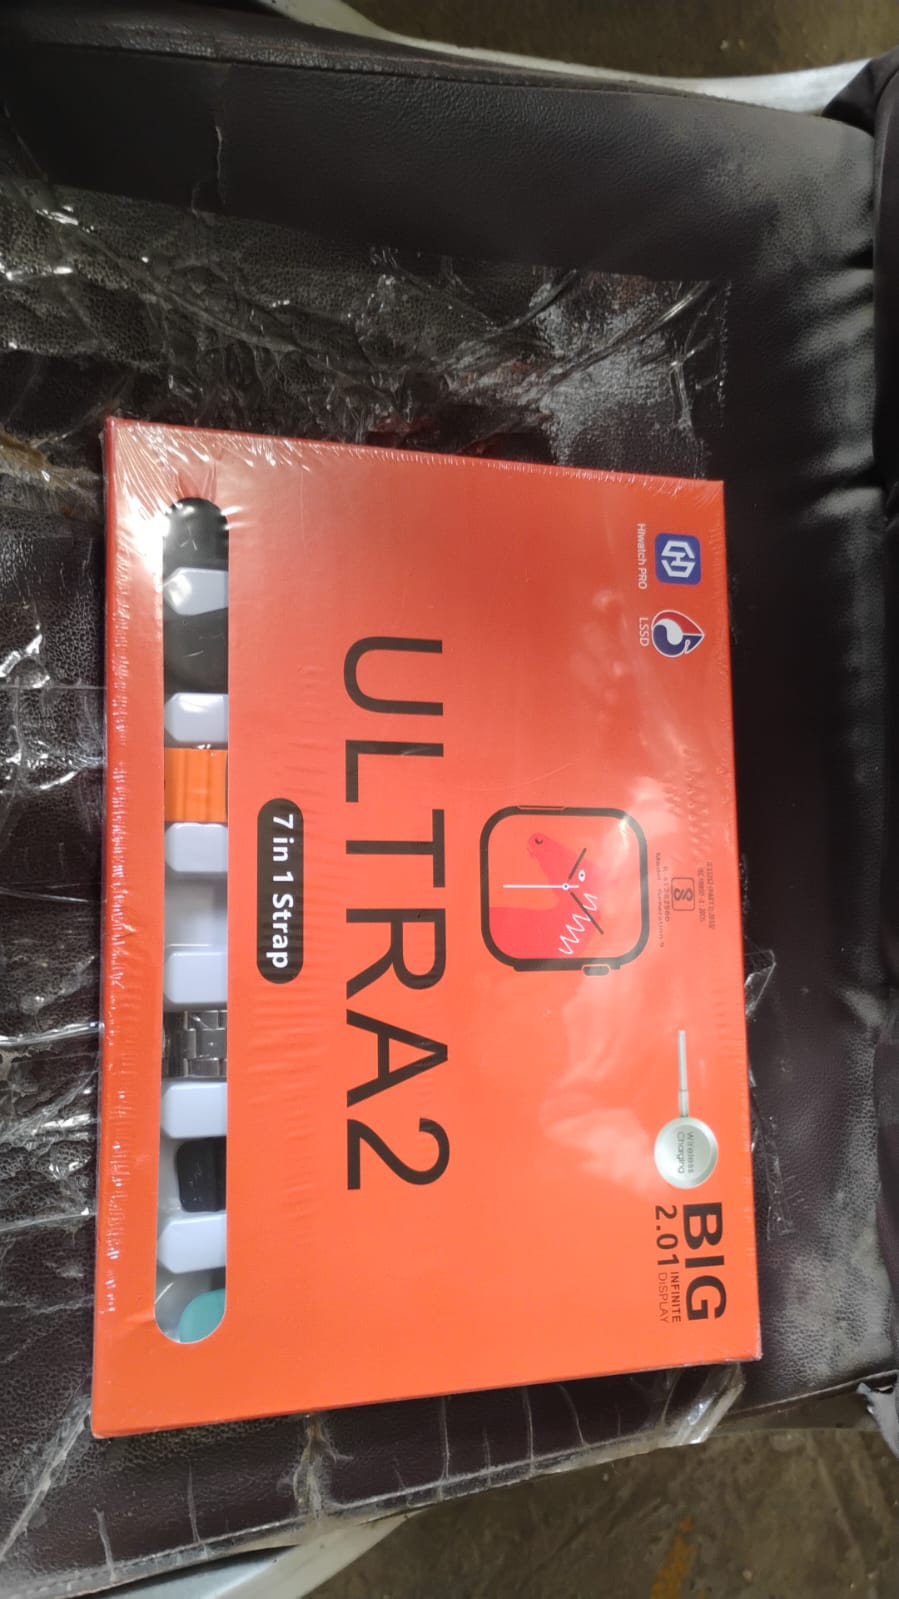 Hiwatch PRO
LSSD
Wireless
Charging
BIG
2.01 INFINITE
DISPLAY
ULTRA2
7 in 1 Strap